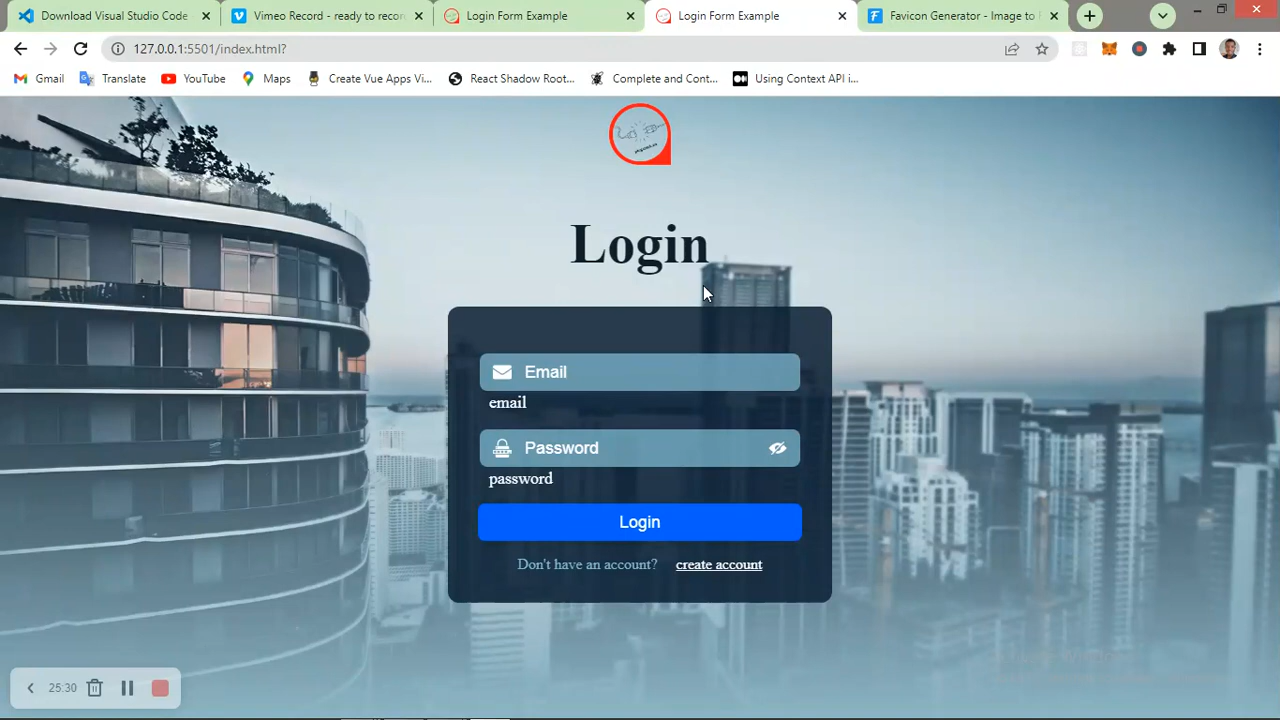 Download Visual Studio Code
Vimeo Record - ready to recor
Login Form Example
Login Form Example
Favicon Generator - Image to F
127.0.0.1:5501/index.html?
Gmail
Translate
YouTube
Maps
Create Vue Apps Vi...
React Shadow Root...
Complete and Cont...
Using Context API i...
Login
Email
email
Password
password
Login
Don't have an account? create account
25:30